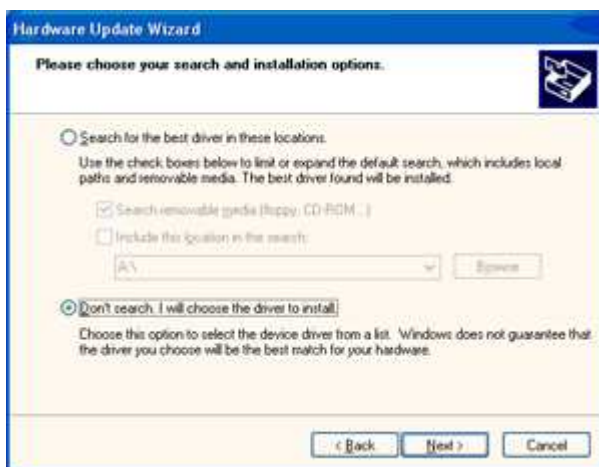 Hardware Update Wizard
Please choose your search and installation options.
Search for the best driver in these locations.
Use the check boxes below to limit or expand the default search, which includes local
paths and removable media. The best driver found will be installed.
Search removable media (floppy, CD-ROM...)
Include this location in the search:
A:\
Browse
Don't search. I will choose the driver to install.
Choose this option to select the device driver from a list. Windows does not guarantee that
the driver you choose will be the best match for your hardware.
< Back Next > Cancel